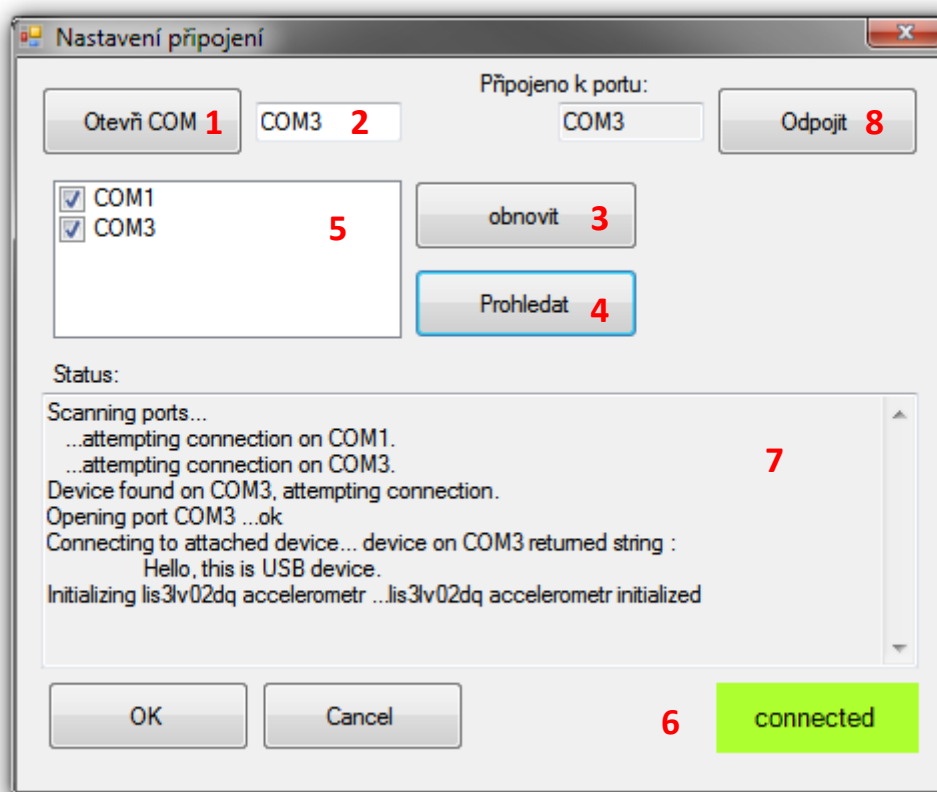 Nastavení připojení
Připojeno k portu:
Otevři COM 1 COM3 2 COM3 Odpojit 8
COM1
COM3 5
obnovit 3
Prohledat 4
Status:
Scanning ports...
...attempting connection on COM1.
...attempting connection on COM3.
Device found on COM3, attempting connection.
Opening port COM3 ...ok
Connecting to attached device... device on COM3 returned string :
Hello, this is USB device.
Initializing lis3lv02dq accelerometr ...lis3lv02dq accelerometr initialized
7
OK Cancel 6 connected